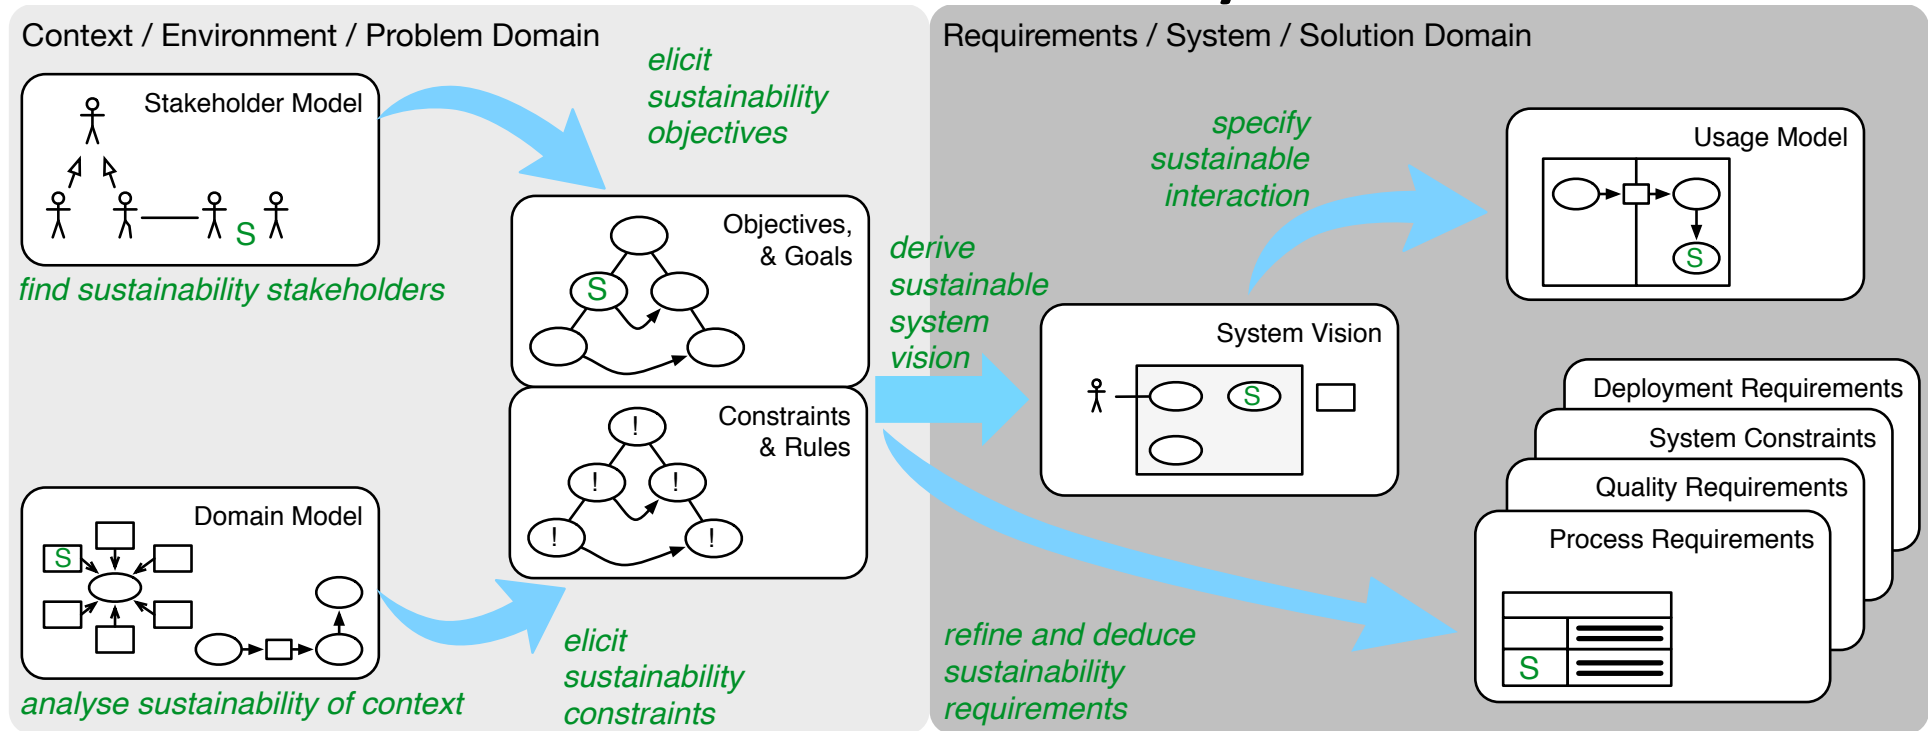 Context / Environment / Problem Domain
Stakeholder Model
S
find sustainability stakeholders
elicit
sustainability
objectives
Objectives,
& Goals
S
Constraints
& Rules
!
! !
! !
Domain Model
S
analyse sustainability of context
elicit
sustainability
constraints
Requirements / System / Solution Domain
derive
sustainable
system
vision
System Vision
S
specify
sustainable
interaction
Usage Model
S
refine and deduce
sustainability
requirements
Deployment Requirements
System Constraints
Quality Requirements
Process Requirements
S